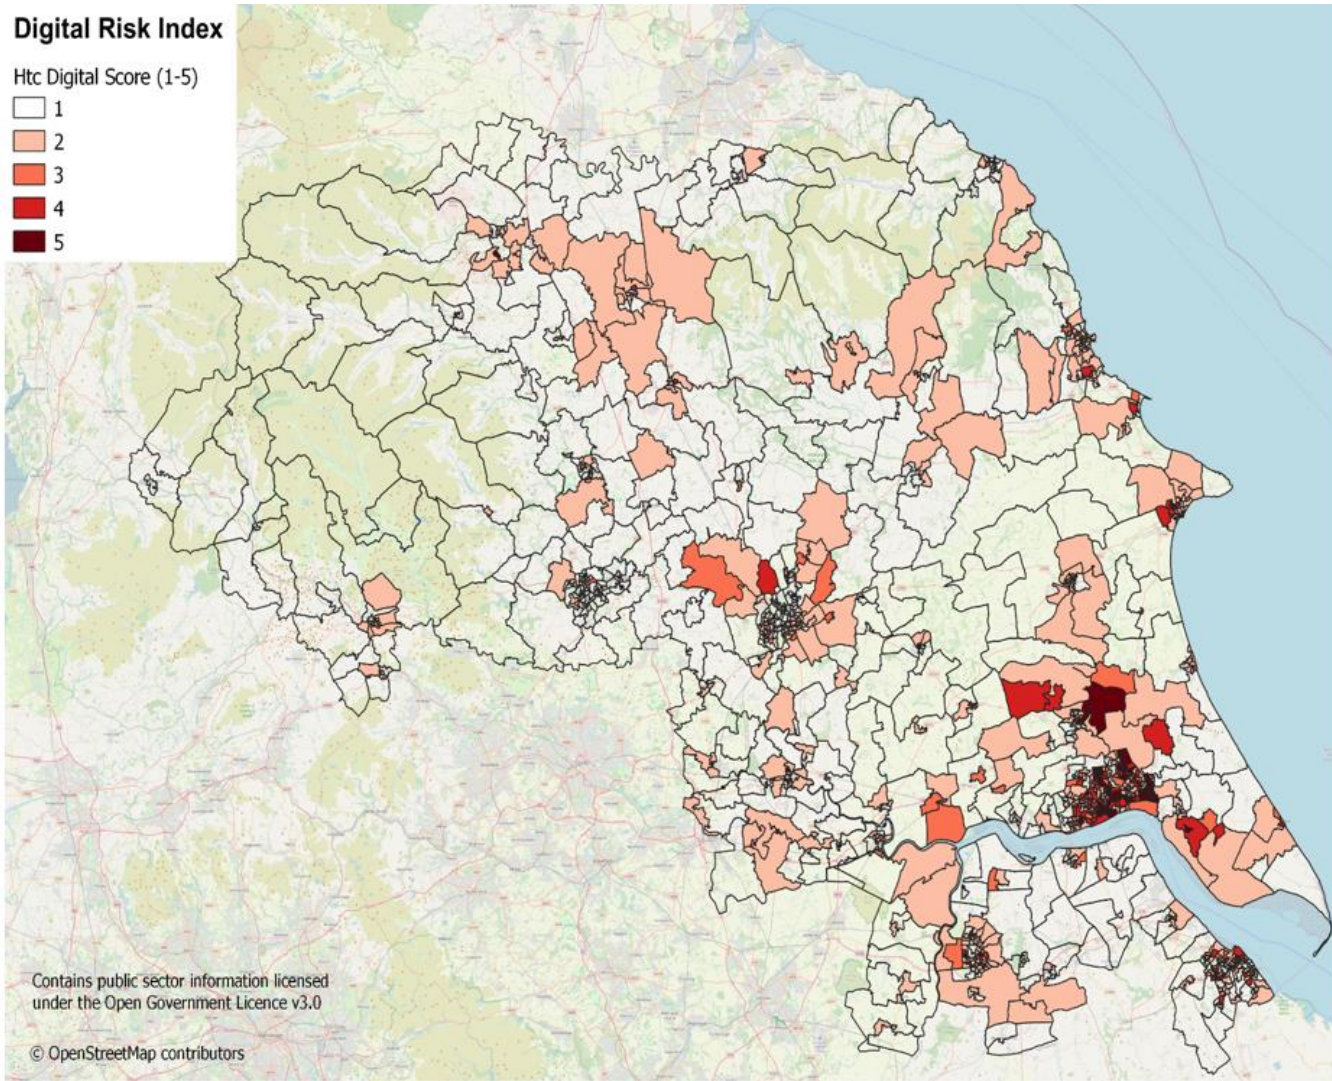 Digital Risk Index
Htc Digital Score (1-5)
1
2
3
4
5
Contains public sector information licensed
under the Open Government Licence v3.0
© OpenStreetMap contributors